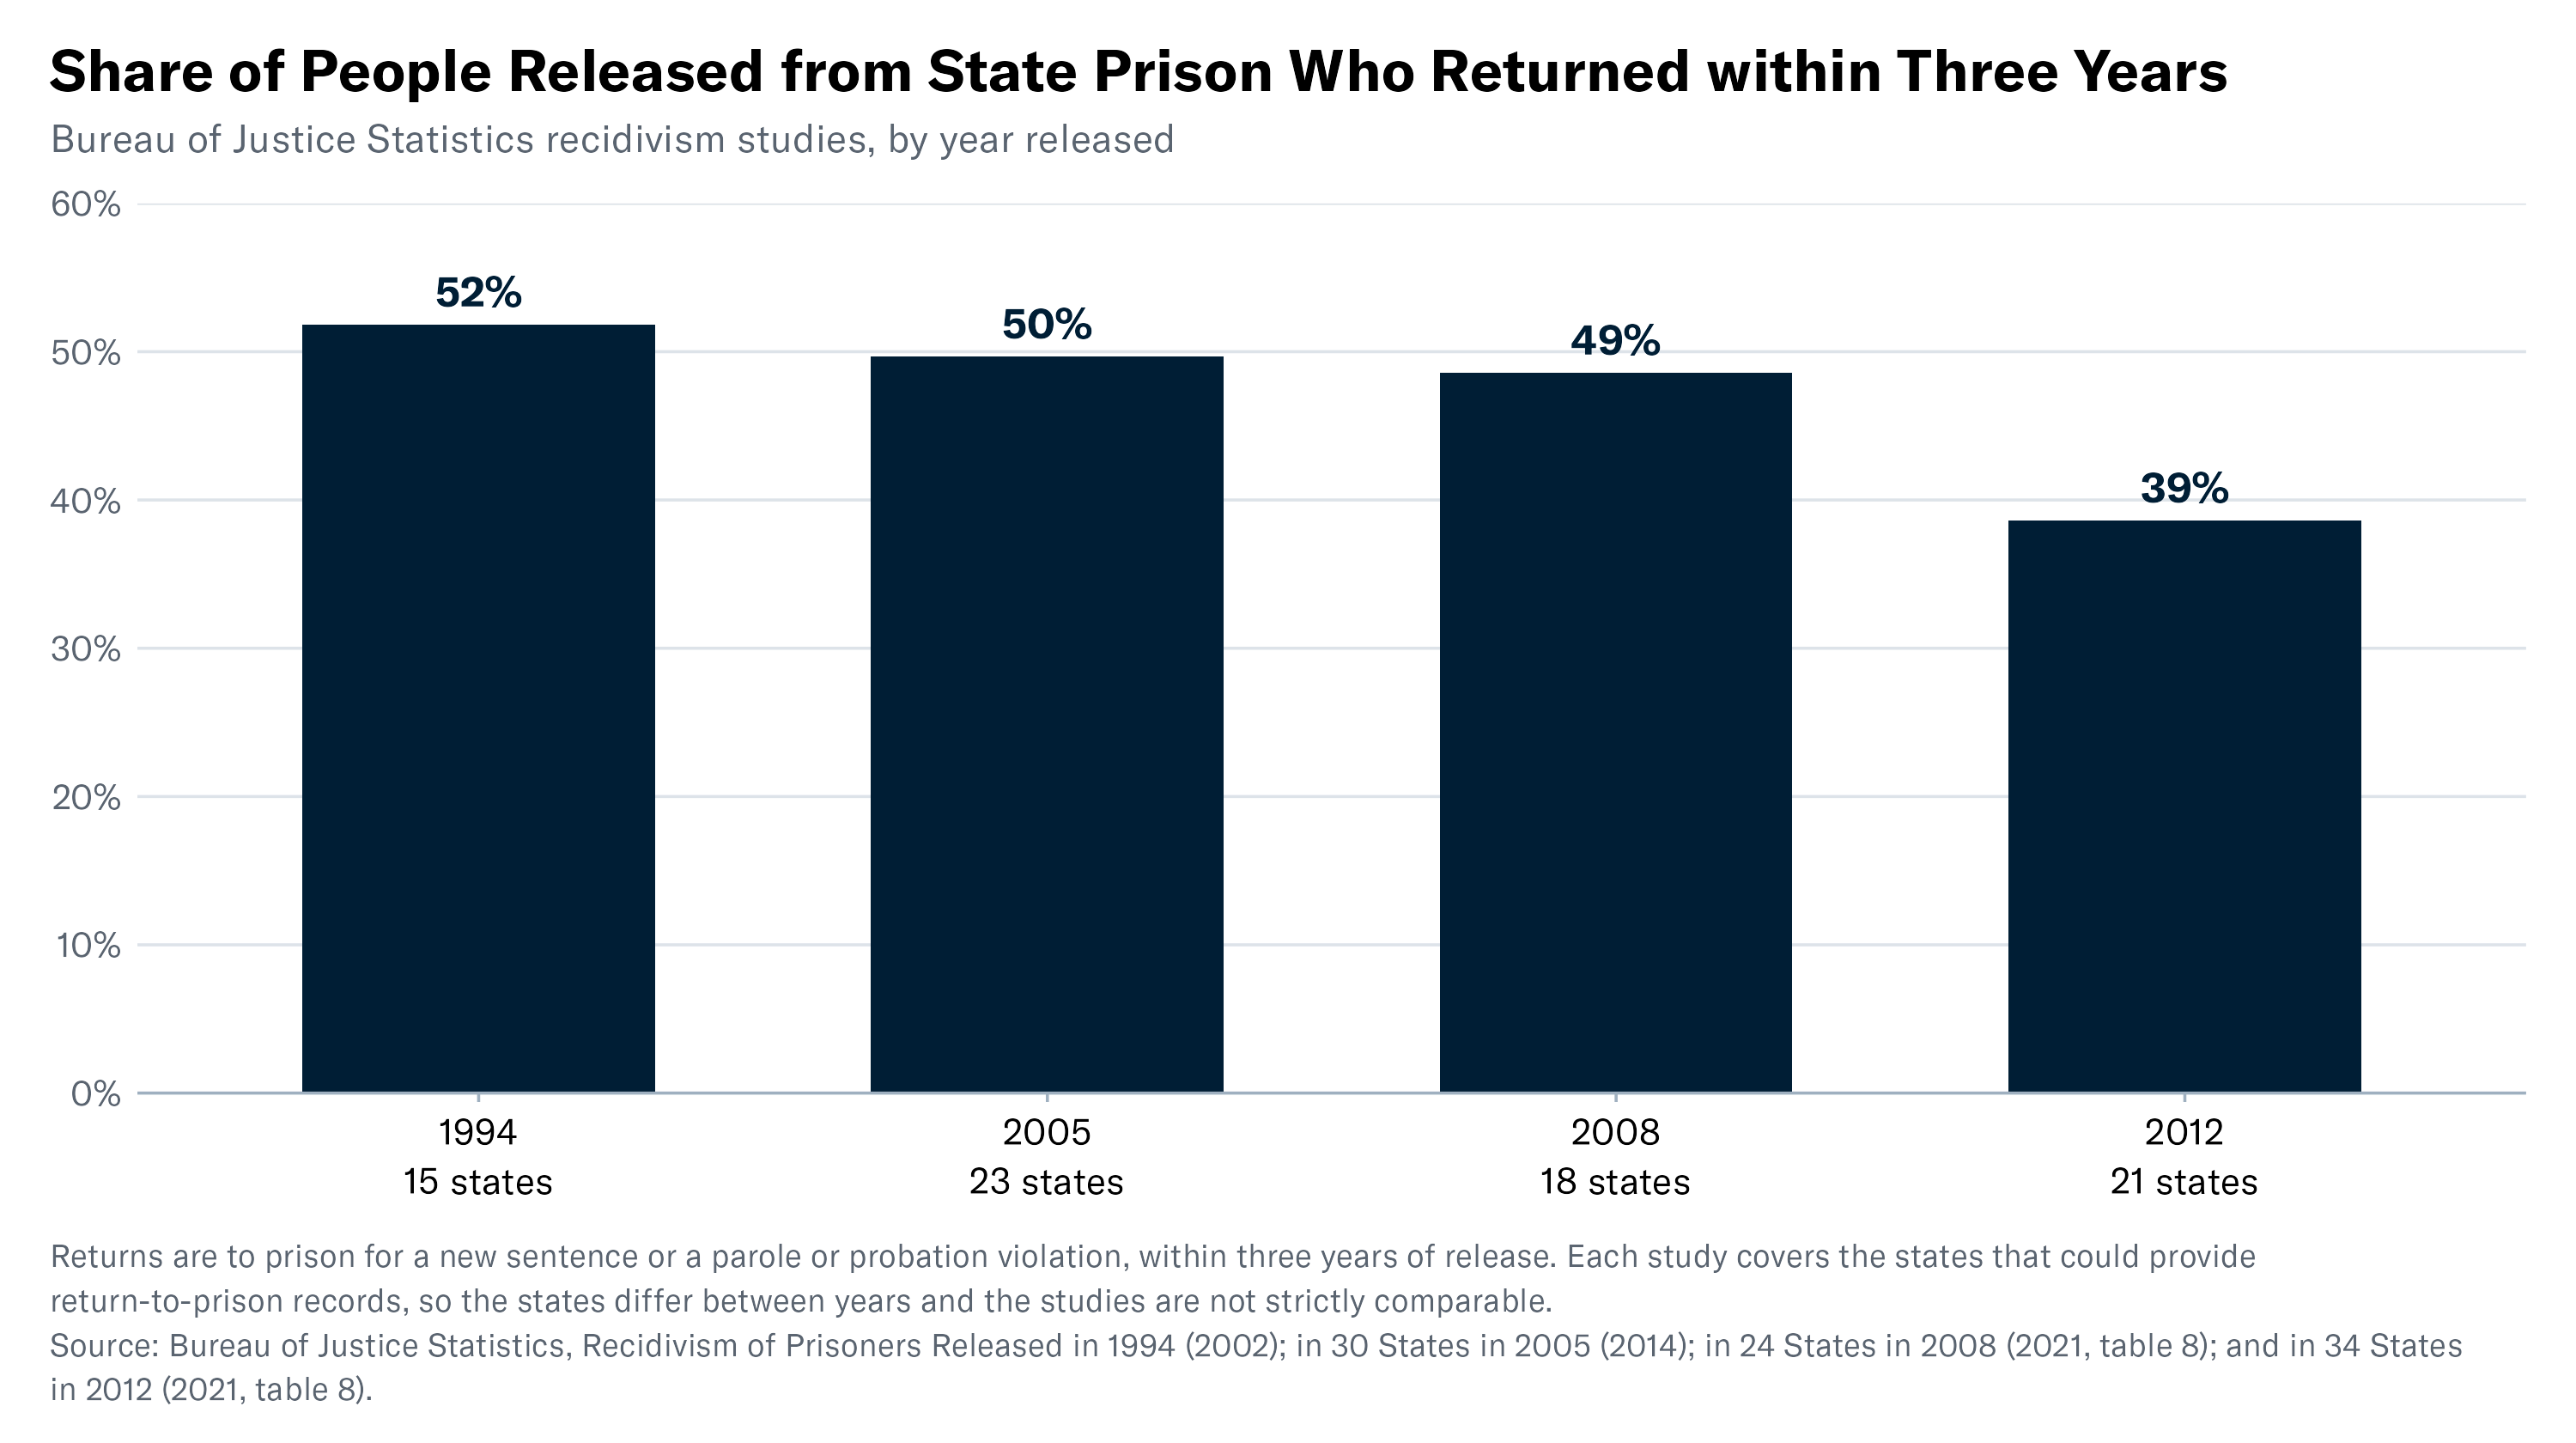 Share of People Released from State Prison Who Returned within Three Years
Bureau of Justice Statistics recidivism studies, by year released
60%
50%
40%
30%
20%
10%
0%
52%
50%
49%
39%
1994
15 states
2005
23 states
2008
18 states
2012
21 states
Returns are to prison for a new sentence or a parole or probation violation, within three years of release. Each study covers the states that could provide
return-to-prison records, so the states differ between years and the studies are not strictly comparable.
Source: Bureau of Justice Statistics, Recidivism of Prisoners Released in 1994 (2002); in 30 States in 2005 (2014); in 24 States in 2008 (2021, table 8); and in 34 States
in 2012 (2021, table 8).